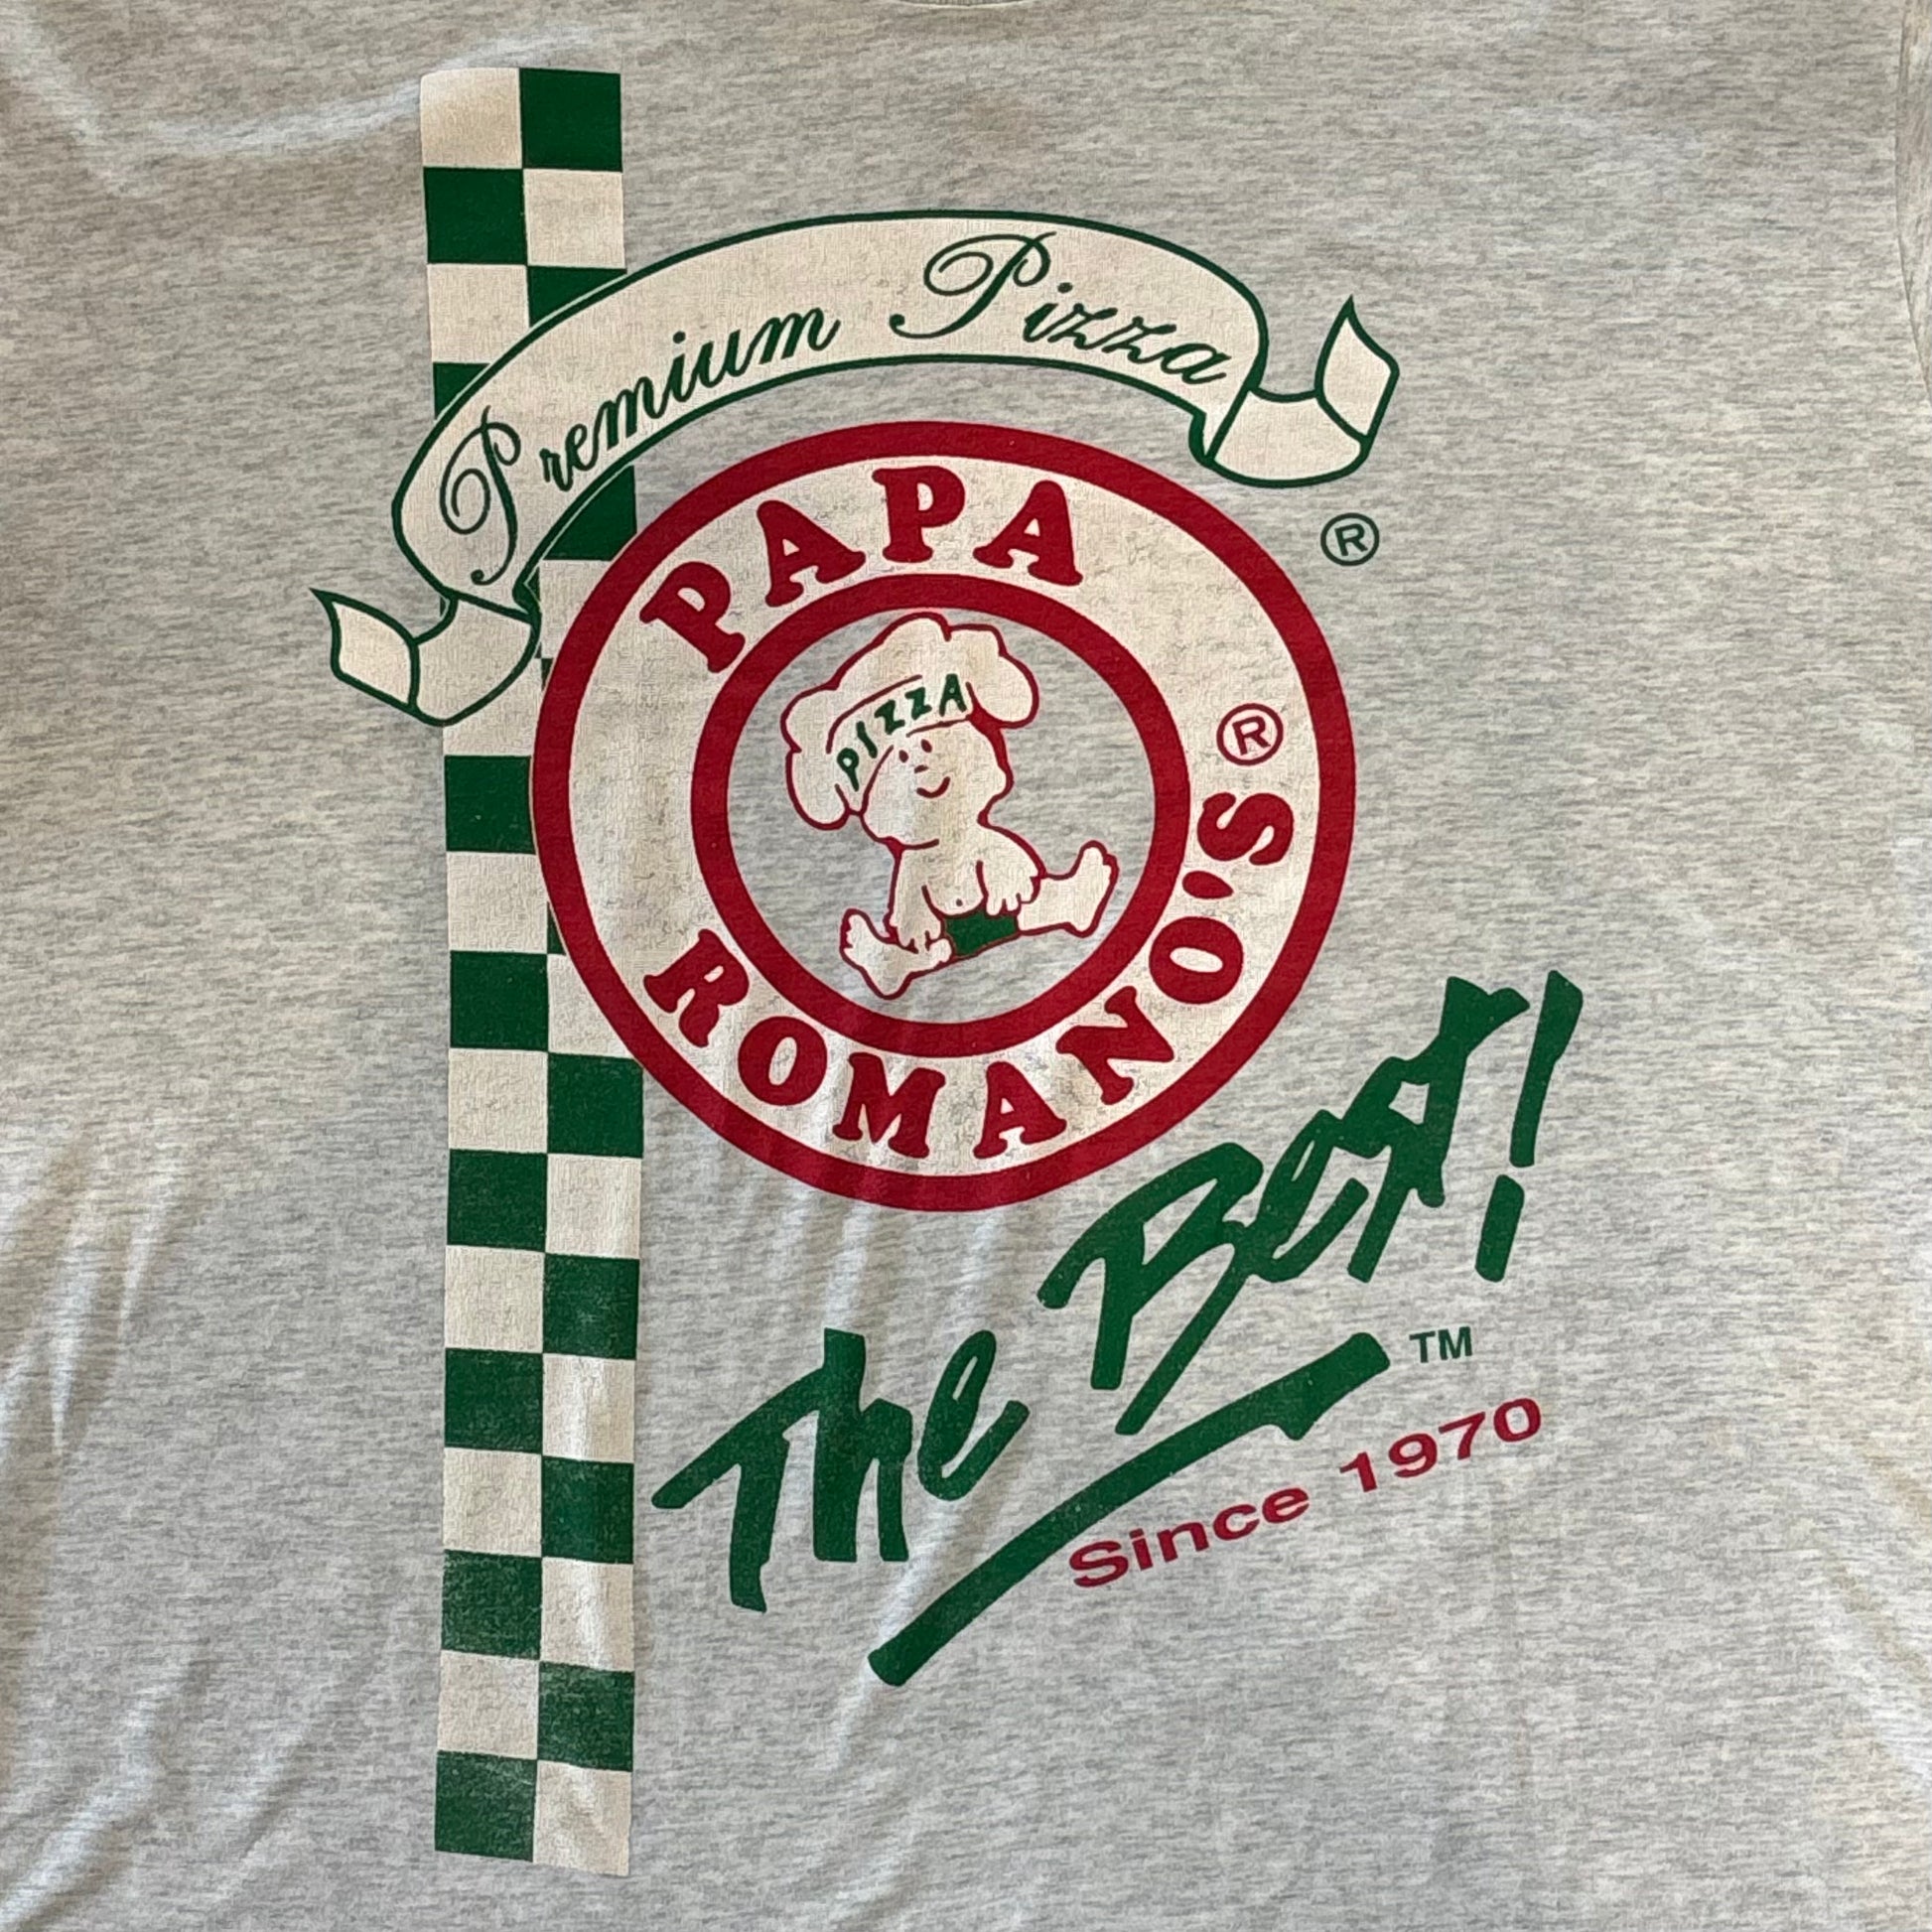 Premium Pizza
®
PAPA
PIZZA
ROMANO'S®
The Best!
TM
Since 1970